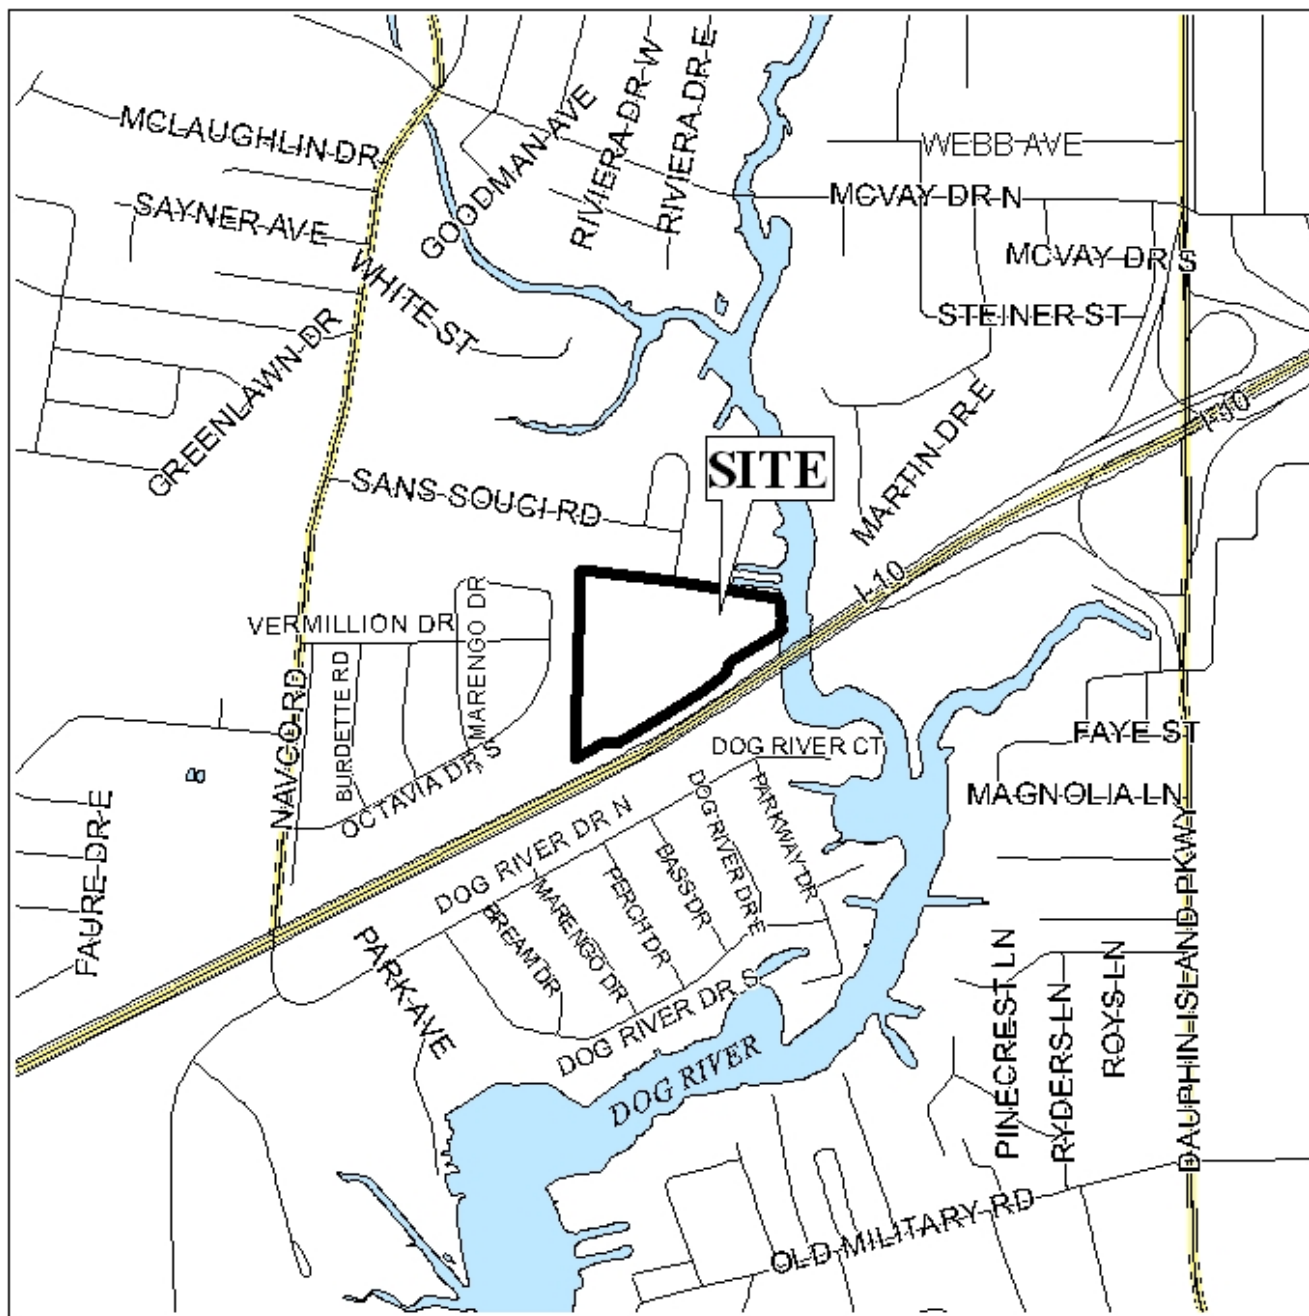 RIVIERA DR W
RIVIERA DR E
GOODMAN AVE
MCLAUGHLIN DR
WEBB AVE
MCVAY DR N
SAYNER AVE
MCVAY DR S
WHITE ST
STEINER ST
GREENLAWN DR
I-10
MARTIN DR E
SITE
SANS SOUCI RD
I-10
VERMILLION DR
MARENGO DR
BURDETTE RD
NAVCO RD
OCTAVIA DR S
DOG RIVER CT
FAYE ST
MAGNOLIA LN
FAURE DR E
DOG RIVER DR N
DOG RIVER DR E
PARKWAY DR
BASS DR
PERCH DR
MARENGO DR
BREAM DR
PARK AVE
DOG RIVER DR S
DOG RIVER
PINECREST LN
RYDERS LN
ROYS LN
DAUPHIN ISLAND PKWY
OLD MILITARY RD